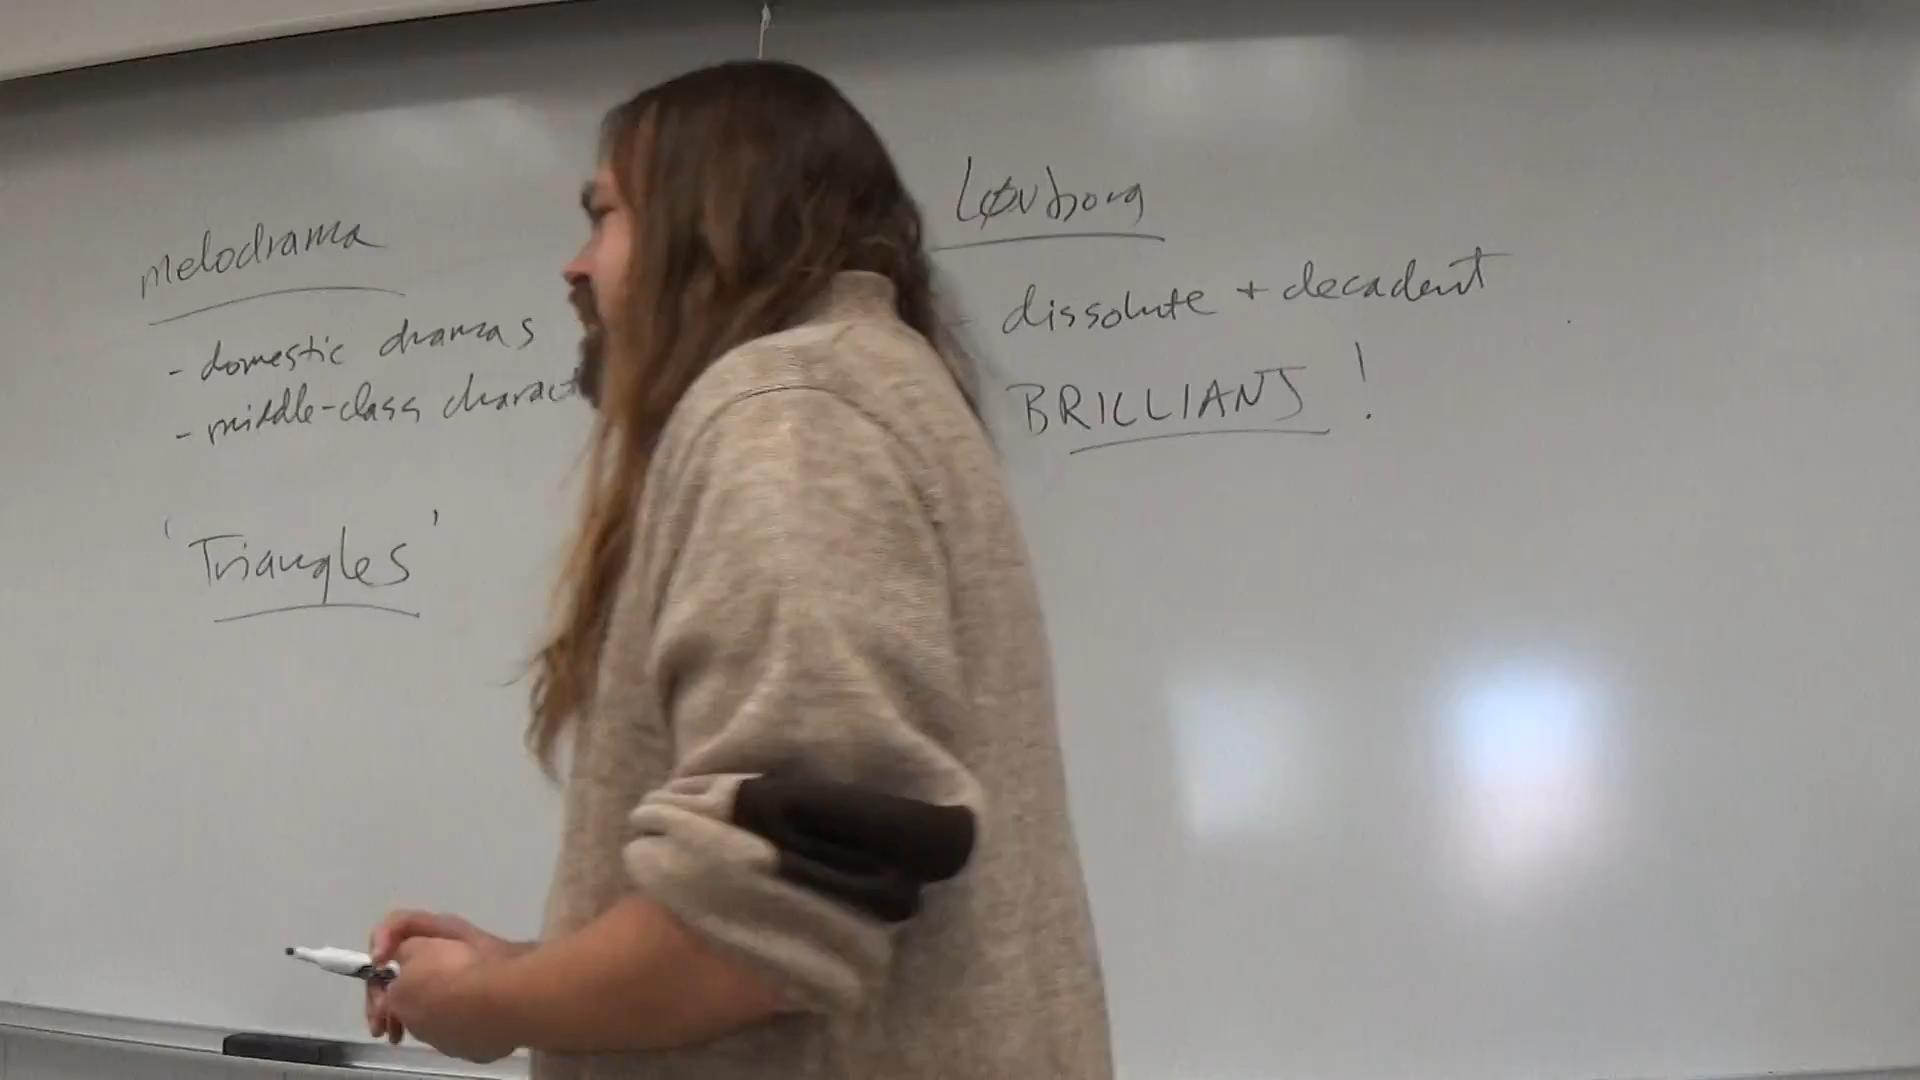 melodrama
- domestic dramas
- middle-class charact
'Triangles'
Løvborg
- dissolute + decadent
BRILLIANT!